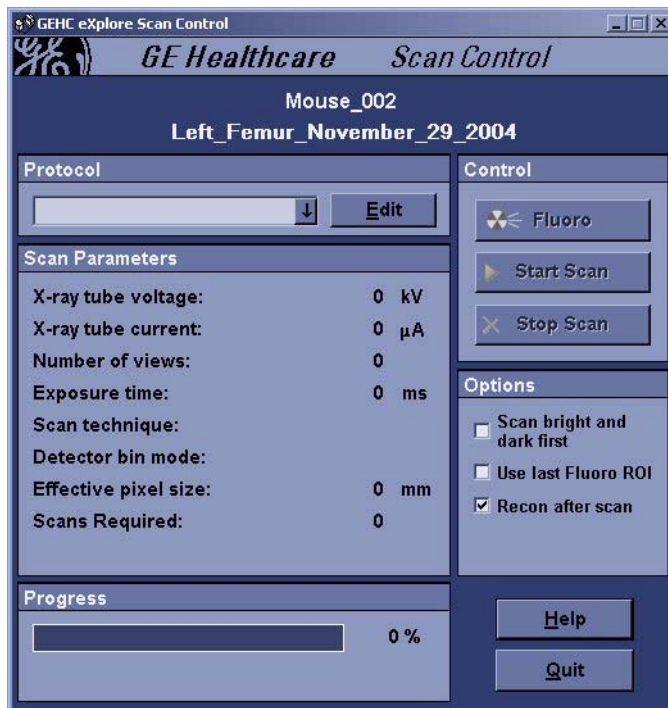 GEHC eXplore Scan Control
GE Healthcare Scan Control
Mouse_002
Left_Femur_November_29_2004
Protocol
Edit
Scan Parameters
X-ray tube voltage: 0 kV
X-ray tube current: 0 µA
Number of views: 0
Exposure time: 0 ms
Scan technique:
Detector bin mode:
Effective pixel size: 0 mm
Scans Required: 0
Progress
0 %
Control
Fluoro
Start Scan
Stop Scan
Options
Scan bright and
dark first
Use last Fluoro ROI
Recon after scan
Help
Quit